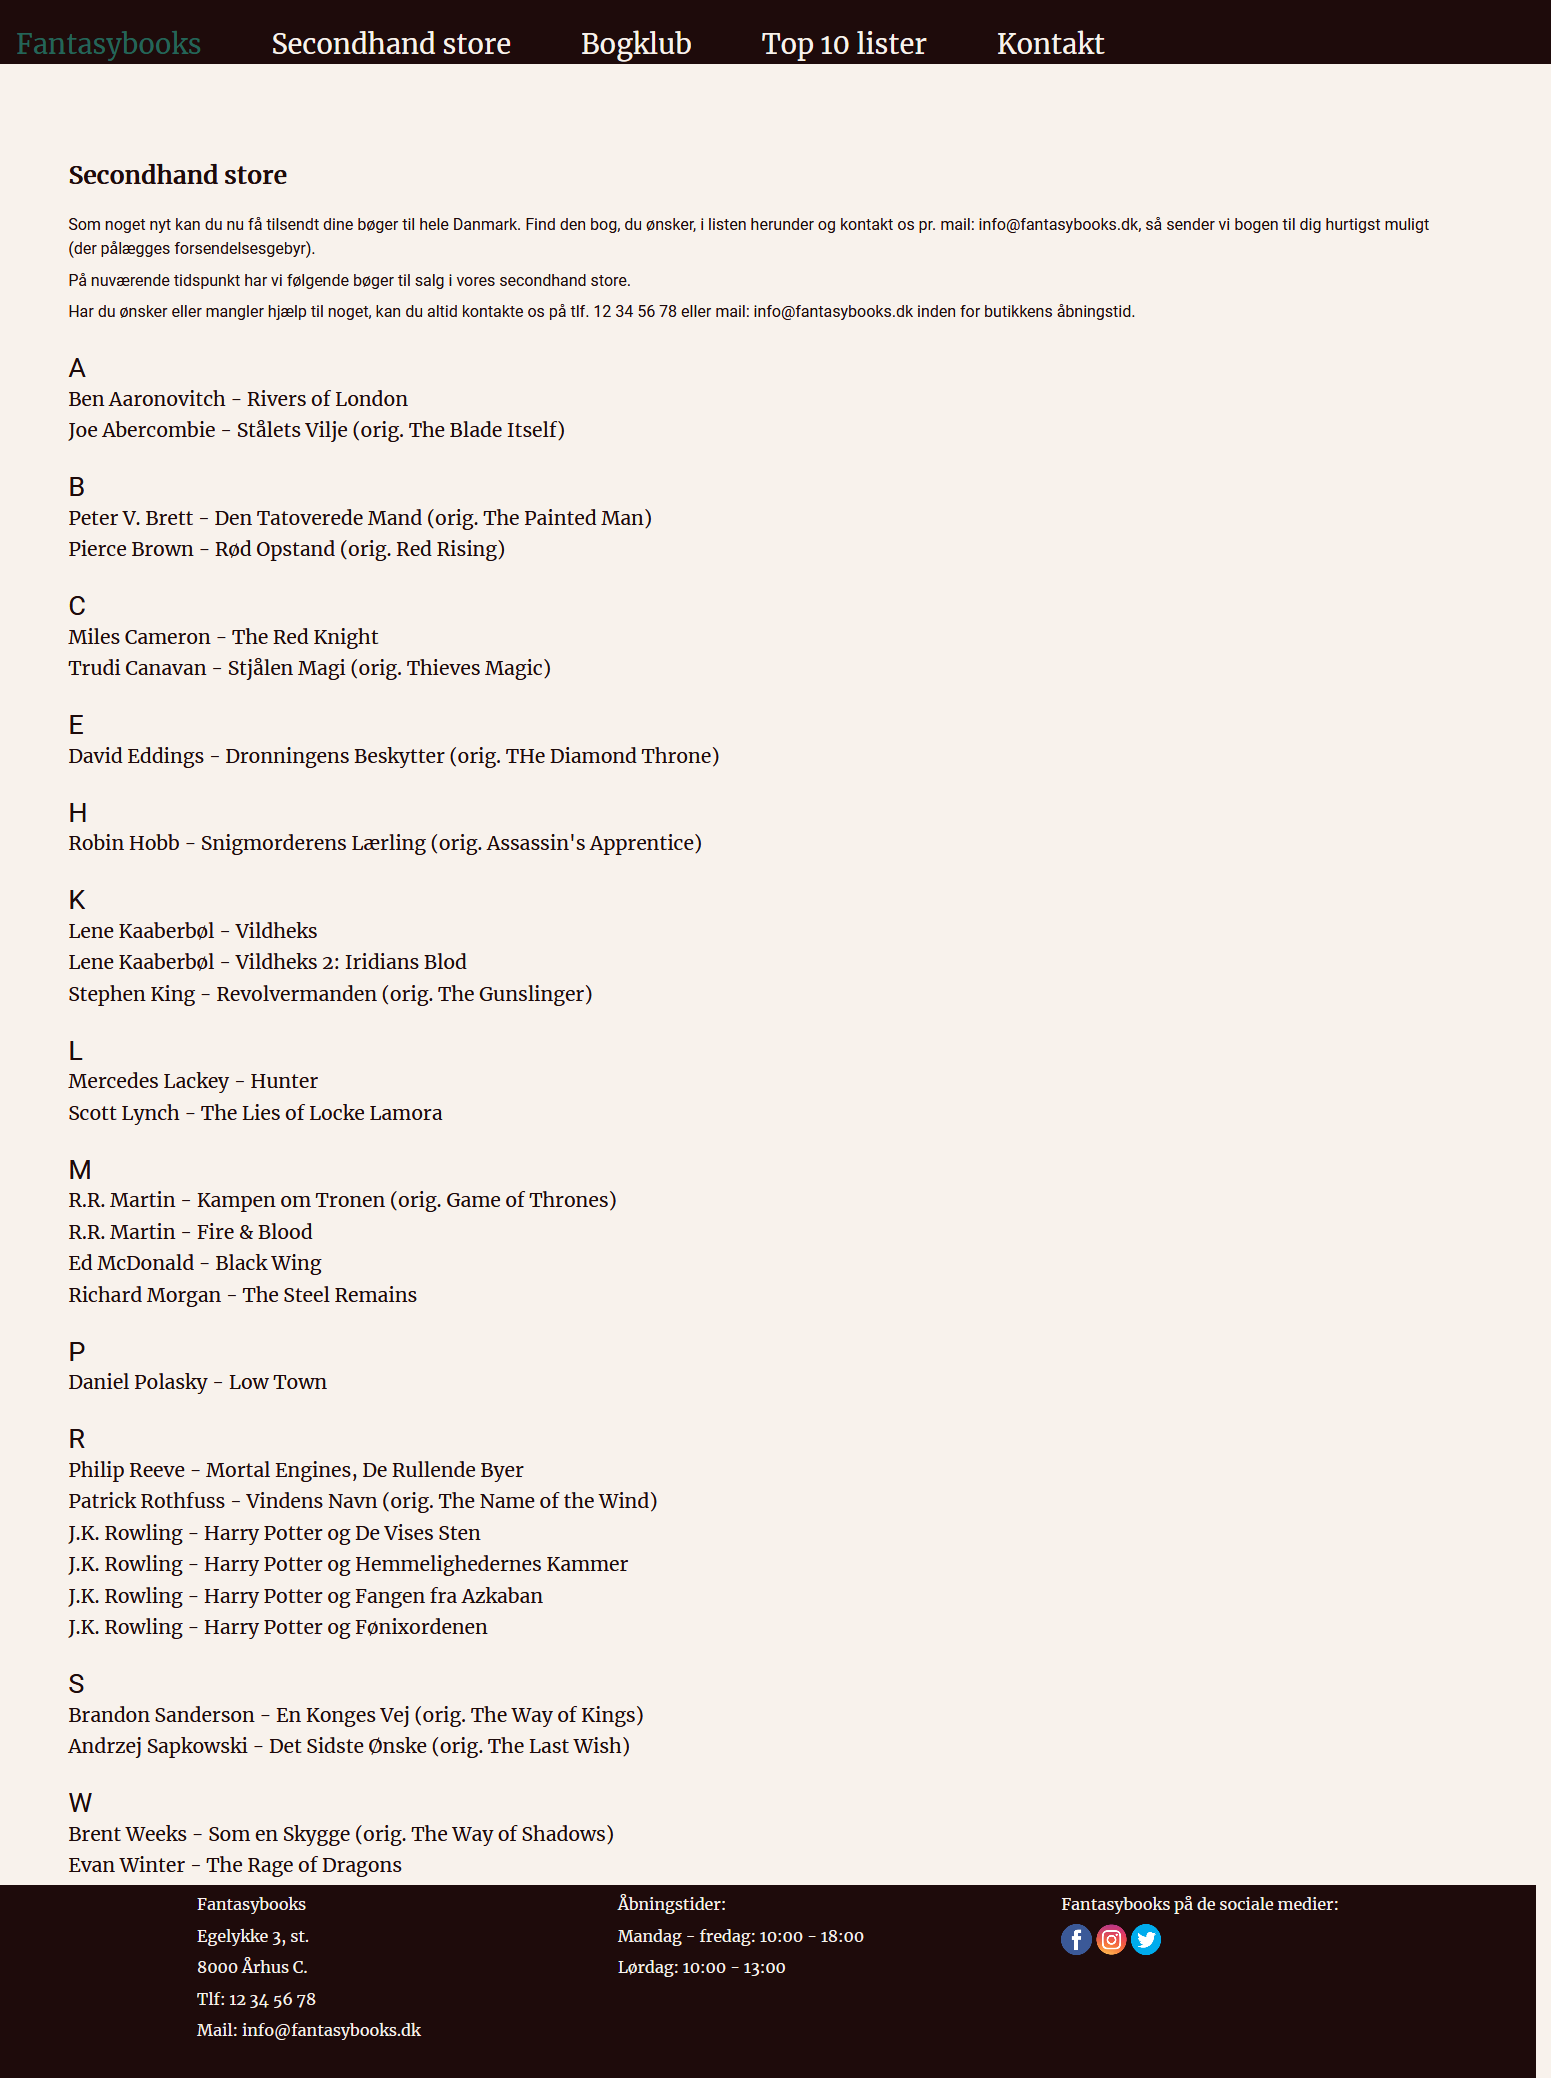 Fantasybooks Secondhand store Bogklub Top 10 lister Kontakt
Secondhand store
Som noget nyt kan du nu få tilsendt dine bøger til hele Danmark. Find den bog, du ønsker, i listen herunder og kontakt os pr. mail: info@fantasybooks.dk, så sender vi bogen til dig hurtigst muligt
(der pålægges forsendelsesgebyr).
På nuværende tidspunkt har vi følgende bøger til salg i vores secondhand store.
Har du ønsker eller mangler hjælp til noget, kan du altid kontakte os på tlf. 12 34 56 78 eller mail: info@fantasybooks.dk inden for butikkens åbningstid.
A
Ben Aaronovitch - Rivers of London
Joe Abercombie - Stålets Vilje (orig. The Blade Itself)
B
Peter V. Brett - Den Tatoverede Mand (orig. The Painted Man)
Pierce Brown - Rød Opstand (orig. Red Rising)
C
Miles Cameron - The Red Knight
Trudi Canavan - Stjålen Magi (orig. Thieves Magic)
E
David Eddings - Dronningens Beskytter (orig. THe Diamond Throne)
H
Robin Hobb - Snigmorderens Lærling (orig. Assassin's Apprentice)
K
Lene Kaaberbøl - Vildheks
Lene Kaaberbøl - Vildheks 2: Iridians Blod
Stephen King - Revolvermanden (orig. The Gunslinger)
L
Mercedes Lackey - Hunter
Scott Lynch - The Lies of Locke Lamora
M
R.R. Martin - Kampen om Tronen (orig. Game of Thrones)
R.R. Martin - Fire & Blood
Ed McDonald - Black Wing
Richard Morgan - The Steel Remains
P
Daniel Polasky - Low Town
R
Philip Reeve - Mortal Engines, De Rullende Byer
Patrick Rothfuss - Vindens Navn (orig. The Name of the Wind)
J.K. Rowling - Harry Potter og De Vises Sten
J.K. Rowling - Harry Potter og Hemmelighedernes Kammer
J.K. Rowling - Harry Potter og Fangen fra Azkaban
J.K. Rowling - Harry Potter og Fønixordenen
S
Brandon Sanderson - En Konges Vej (orig. The Way of Kings)
Andrzej Sapkowski - Det Sidste Ønske (orig. The Last Wish)
W
Brent Weeks - Som en Skygge (orig. The Way of Shadows)
Evan Winter - The Rage of Dragons
Fantasybooks
Egelykke 3, st.
8000 Århus C.
Tlf: 12 34 56 78
Mail: info@fantasybooks.dk
Åbningstider:
Mandag - fredag: 10:00 - 18:00
Lørdag: 10:00 - 13:00
Fantasybooks på de sociale medier: